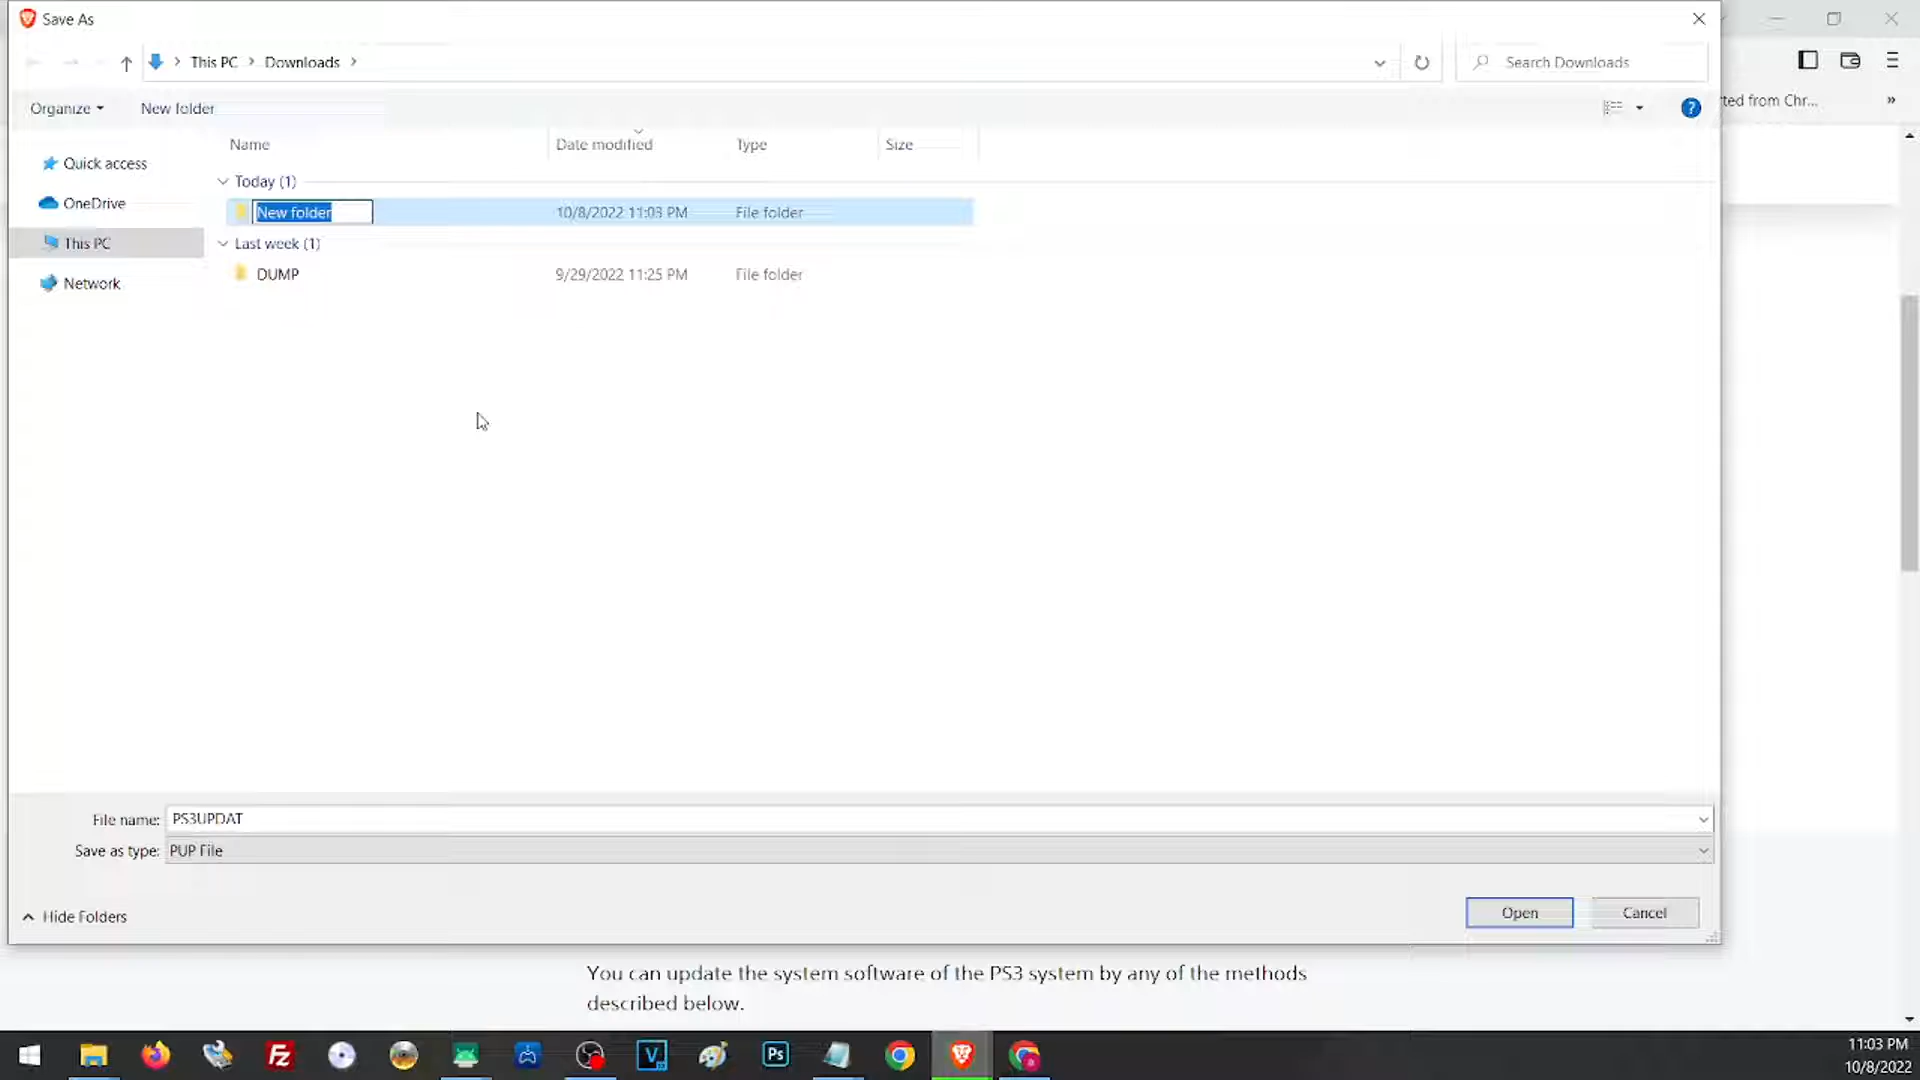 Save As
This PC
Downloads
Search Downloads
Organize
New folder
?
ted from Chr...
»
Name
Date modified
Type
Size
Quick access
OneDrive
This PC
Network
Today (1)
New folder
10/8/2022 11:03 PM
File folder
Last week (1)
DUMP
9/29/2022 11:25 PM
File folder
File name:
PS3UPDAT
Save as type:
PUP File
Hide Folders
Open
Cancel
You can update the system software of the PS3 system by any of the methods
described below.
Fz
V
Ps
11:03 PM
10/8/2022